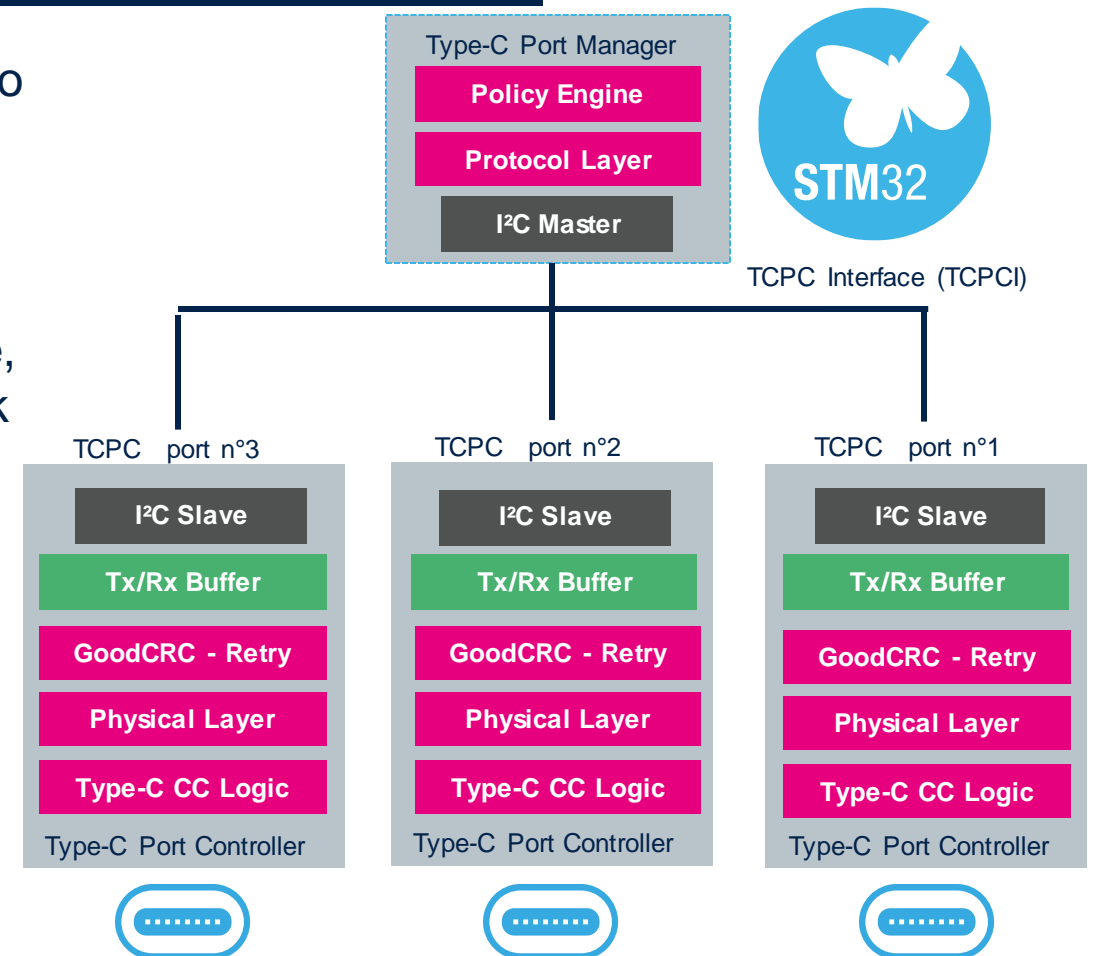 Type-C Port Manager
o
Policy Engine
Protocol Layer
STM32
I²C Master
TCPC Interface (TCPCI)
e,
k
TCPC port n°3
TCPC port n°2
TCPC port n°1
I²C Slave
I²C Slave
I²C Slave
Tx/Rx Buffer
Tx/Rx Buffer
Tx/Rx Buffer
GoodCRC - Retry
GoodCRC - Retry
GoodCRC - Retry
Physical Layer
Physical Layer
Physical Layer
Type-C CC Logic
Type-C CC Logic
Type-C CC Logic
Type-C Port Controller
Type-C Port Controller
Type-C Port Controller